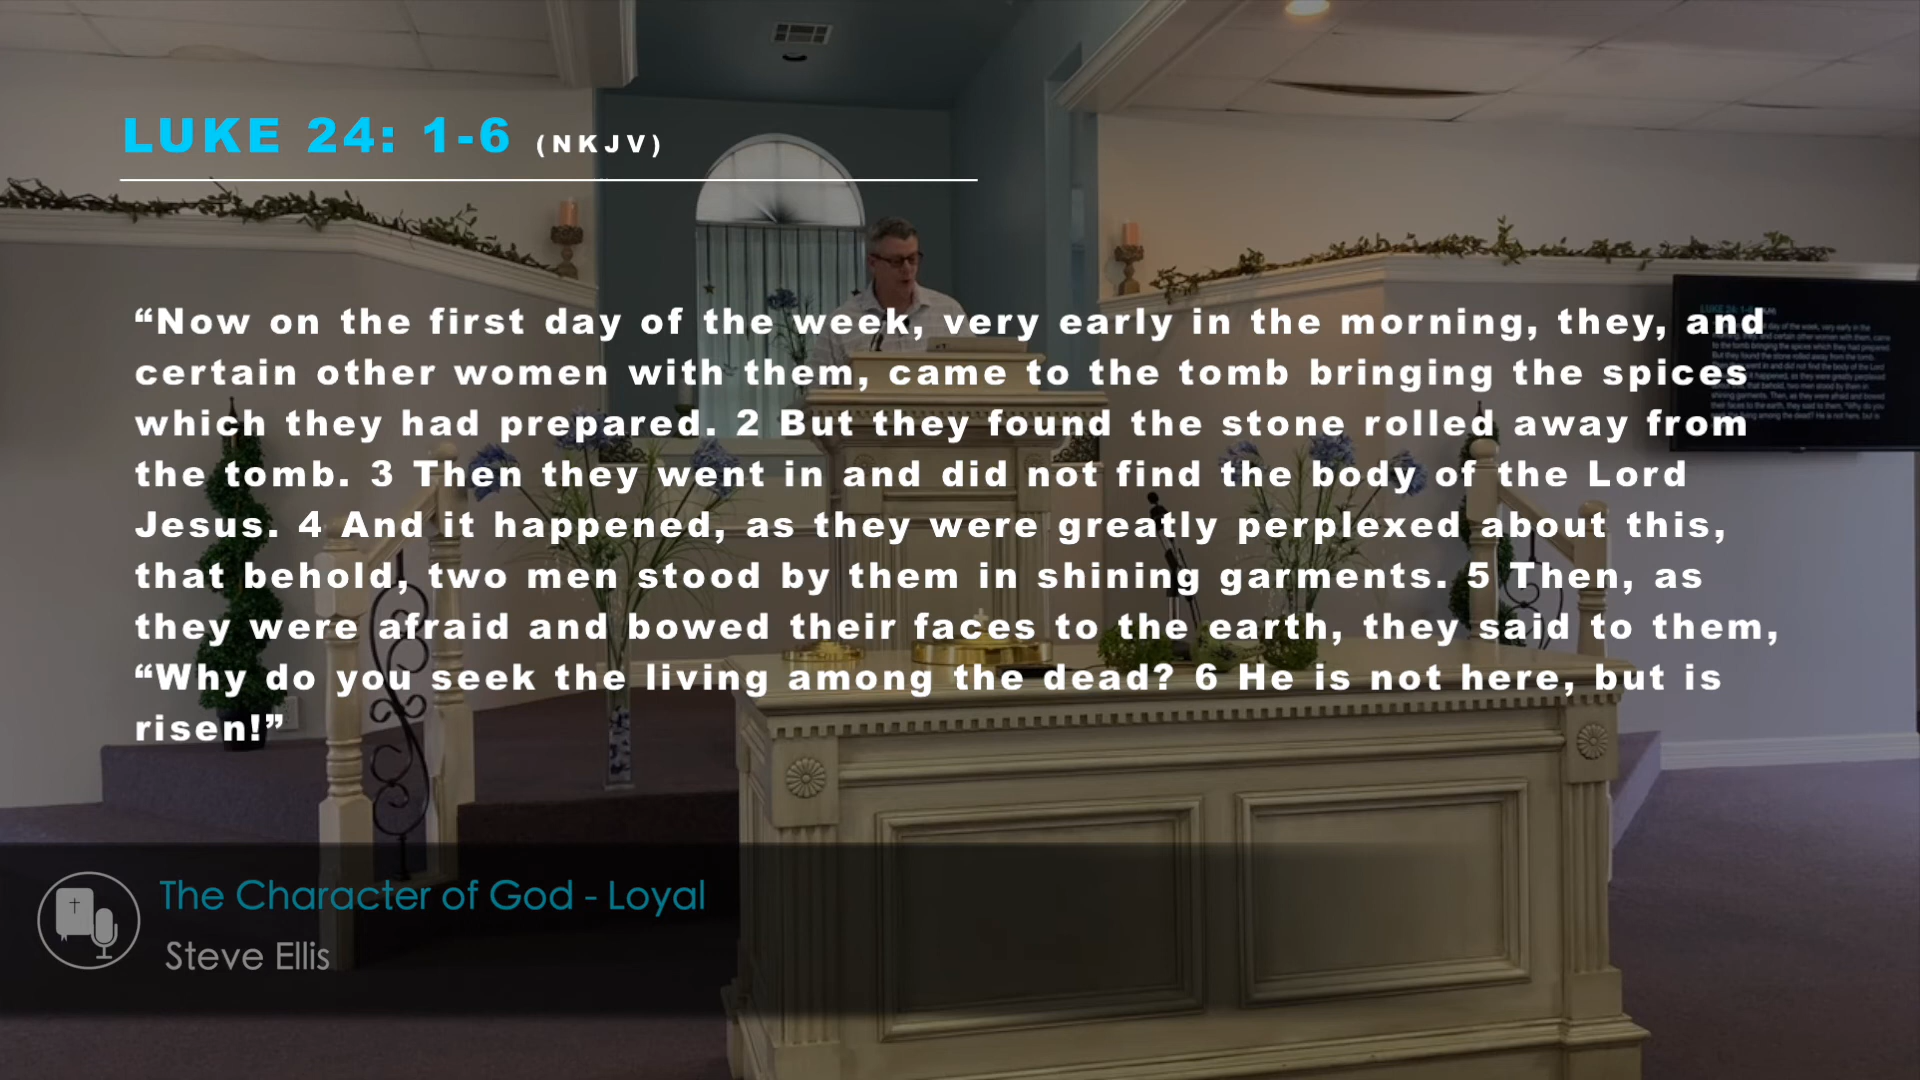 LUKE 24: 1-6 (NKJV)
“Now on the first day of the week, very early in the morning, they, and
certain other women with them, came to the tomb bringing the spices
which they had prepared. 2 But they found the stone rolled away from
the tomb. 3 Then they went in and did not find the body of the Lord
Jesus. 4 And it happened, as they were greatly perplexed about this,
that behold, two men stood by them in shining garments. 5 Then, as
they were afraid and bowed their faces to the earth, they said to them,
“Why do you seek the living among the dead? 6 He is not here, but is
risen!”
The Character of God - Loyal
Steve Ellis